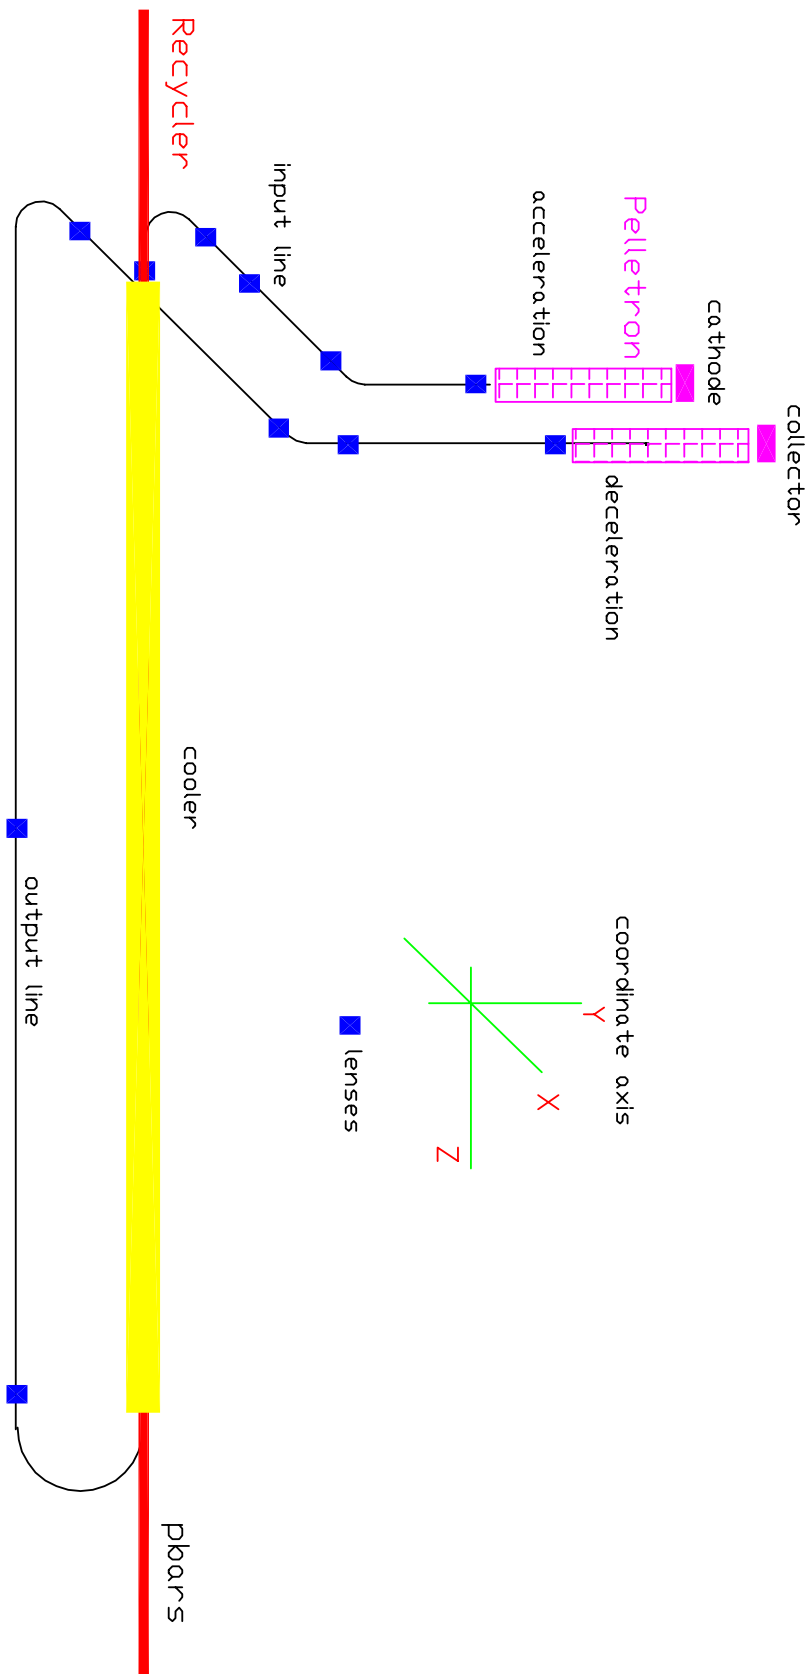 Recycler
input line
acceleration
Pelletron
cathode
collector
deceleration
cooler
output line
coordinate axis
Y
X
Z
lenses
pbars